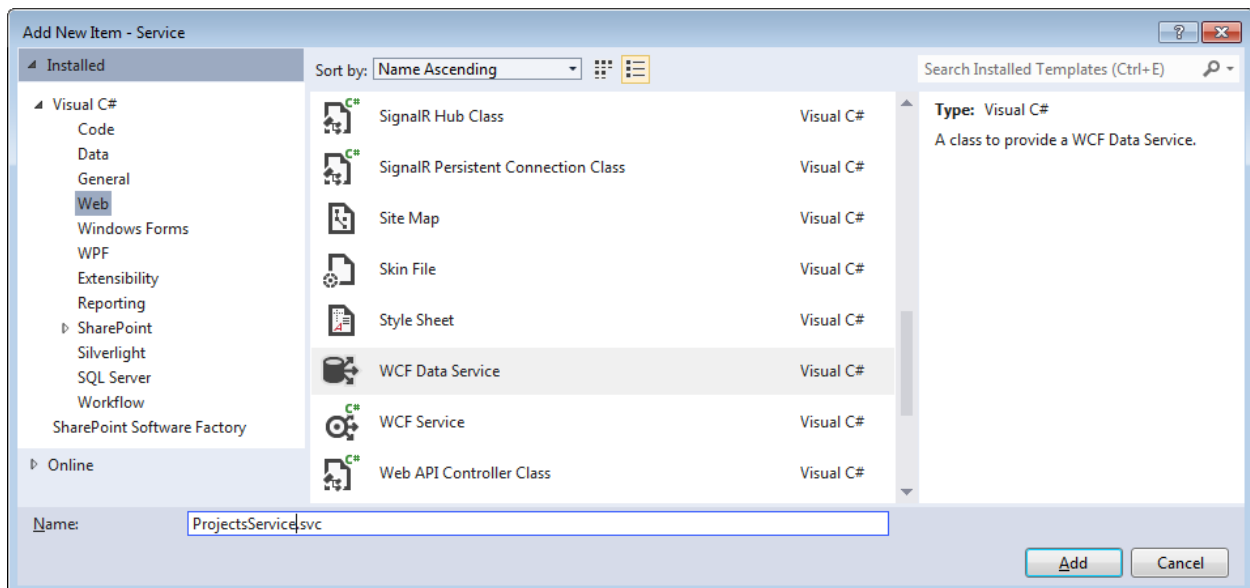 Add New Item - Service
?
Installed
Sort by: Name Ascending
Search Installed Templates (Ctrl+E)
Visual C#
Code
Data
General
Web
Windows Forms
WPF
Extensibility
Reporting
SharePoint
Silverlight
SQL Server
Workflow
SharePoint Software Factory
Online
C# SignalR Hub Class Visual C#
C# SignalR Persistent Connection Class Visual C#
Site Map Visual C#
Skin File Visual C#
Style Sheet Visual C#
WCF Data Service Visual C#
C# WCF Service Visual C#
C# Web API Controller Class Visual C#
Type: Visual C#
A class to provide a WCF Data Service.
Name: ProjectsService.svc
Add Cancel